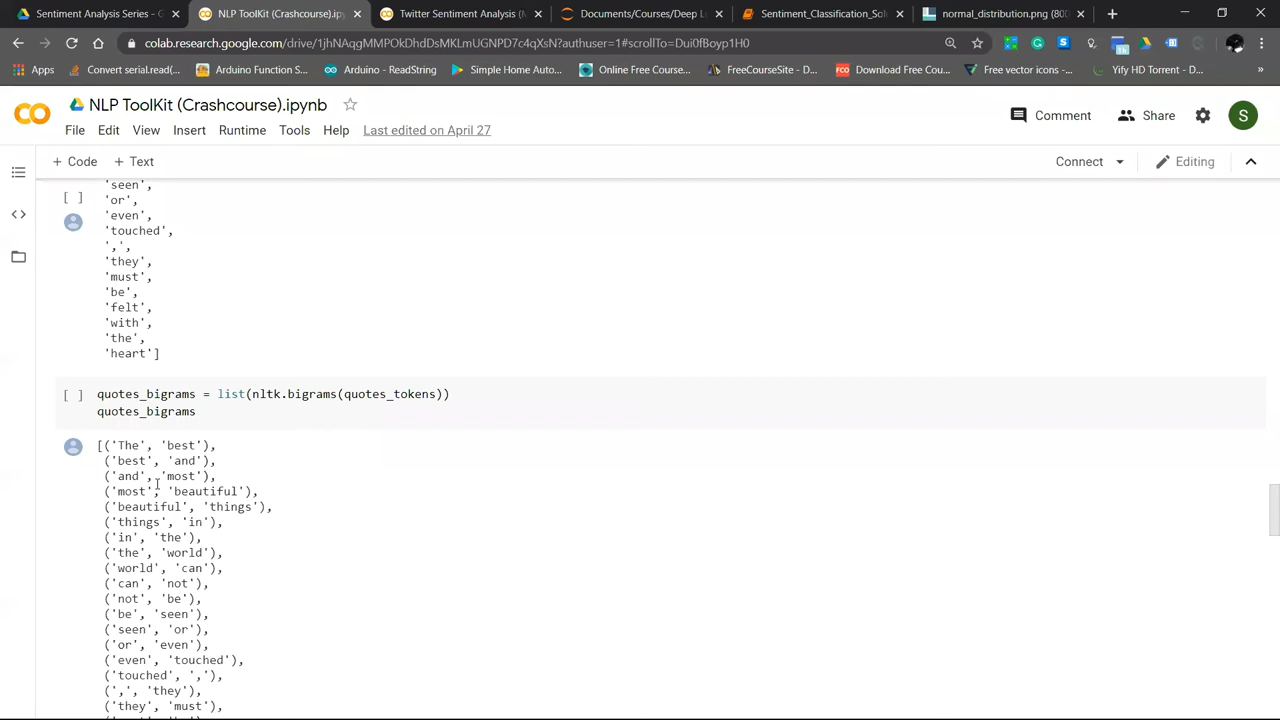 Sentiment Analysis Series - G
NLP ToolKit (Crashcourse).ipyn
Twitter Sentiment Analysis (N
Documents/Courses/Deep L
Sentiment_Classification_Sol
normal_distribution.png (800
colab.research.google.com/drive/1jhNAqgMMPOkDhdDsMKLmUGNPD7c4qXsN?authuser=1#scrollTo=Dui0fBoyp1H0
Apps
Convert serial.read(...
Arduino Function S...
Arduino - ReadString
Simple Home Auto...
Online Free Course...
FreeCourseSite - D...
Download Free Cou...
Free vector icons -...
Yify HD Torrent - D...
NLP ToolKit (Crashcourse).ipynb
Comment
Share
S
File Edit View Insert Runtime Tools Help Last edited on April 27
+ Code + Text
Connect
Editing
'seen',
[ ] 'or',
'even',
'touched',
',',
'they',
'must',
'be',
'felt',
'with',
'the',
'heart']
[ ] quotes_bigrams = list(nltk.bigrams(quotes_tokens))
quotes_bigrams
[('The', 'best'),
('best', 'and'),
('and', 'most'),
('most', 'beautiful'),
('beautiful', 'things'),
('things', 'in'),
('in', 'the'),
('the', 'world'),
('world', 'can'),
('can', 'not'),
('not', 'be'),
('be', 'seen'),
('seen', 'or'),
('or', 'even'),
('even', 'touched'),
('touched', ','),
(',', 'they'),
('they', 'must'),